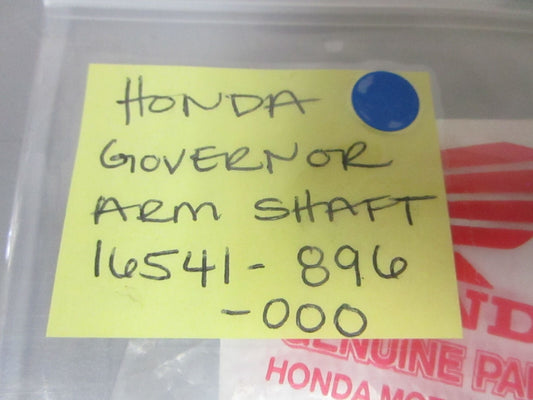 HONDA
GOVERNOR
ARM SHAFT
16541-896
-000
GENUINE PA
HONDA MO